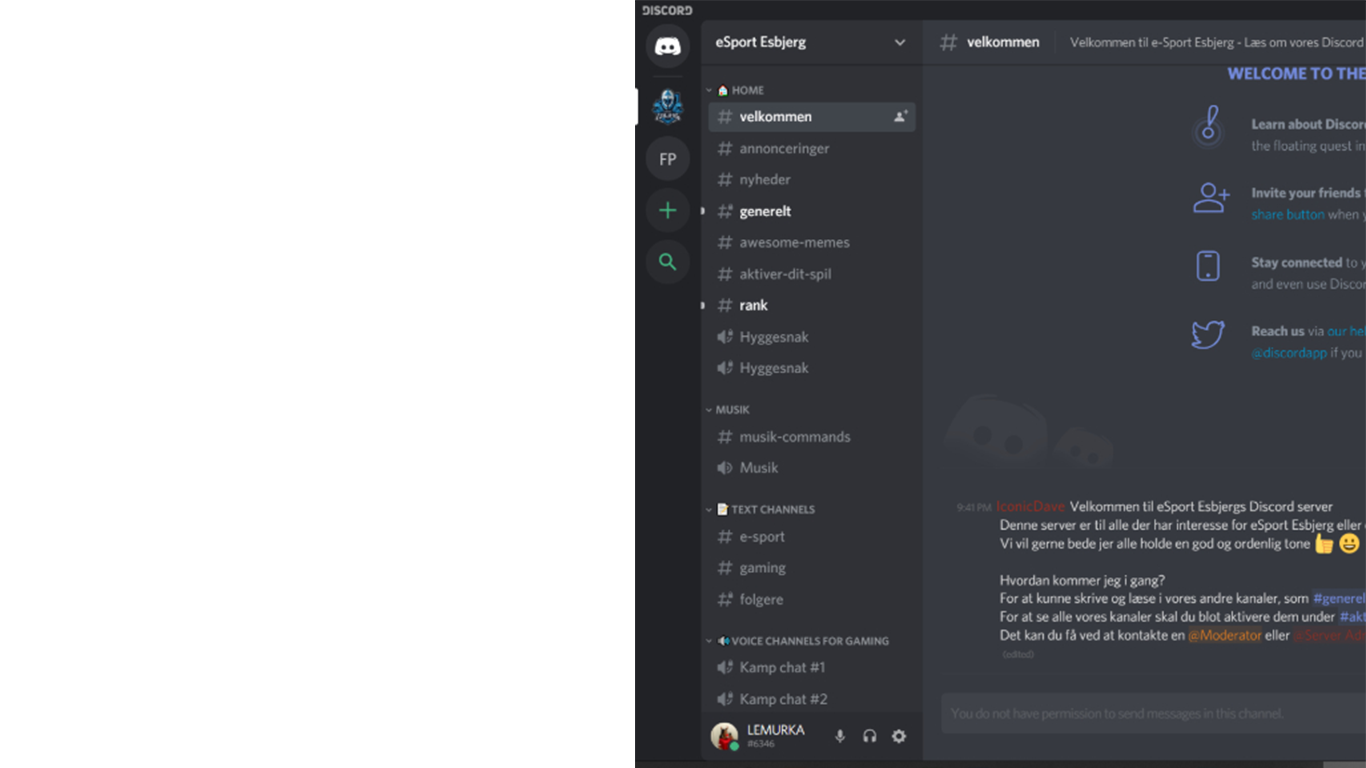 DISCORD
eSport Esbjerg
velkommen
Velkommen til e-Sport Esbjerg - Læs om vores Discord
FP
HOME
velkommen
annonceringer
nyheder
generelt
awesome-memes
aktiver-dit-spil
rank
Hyggesnak
Hyggesnak
MUSIK
musik-commands
Musik
TEXT CHANNELS
e-sport
gaming
folgere
VOICE CHANNELS FOR GAMING
Kamp chat #1
Kamp chat #2
LEMURKA
#6346
WELCOME TO THE
Learn about Discor
the floating quest in
Invite your friends
share button when y
Stay connected to y
and even use Discor
Reach us via our hel
@discordapp if you
9:41 PM IconicDave Velkommen til eSport Esbjergs Discord server
Denne server er til alle der har interesse for eSport Esbjerg eller
Vi vil gerne bede jer alle holde en god og ordenlig tone 👍 😃
Hvordan kommer jeg i gang?
For at kunne skrive og læse i vores andre kanaler, som #generel
For at se alle vores kanaler skal du blot aktivere dem under #akt
Det kan du få ved at kontakte en @Moderator eller @Server Ad
(edited)
You do not have permission to send messages in this channel.